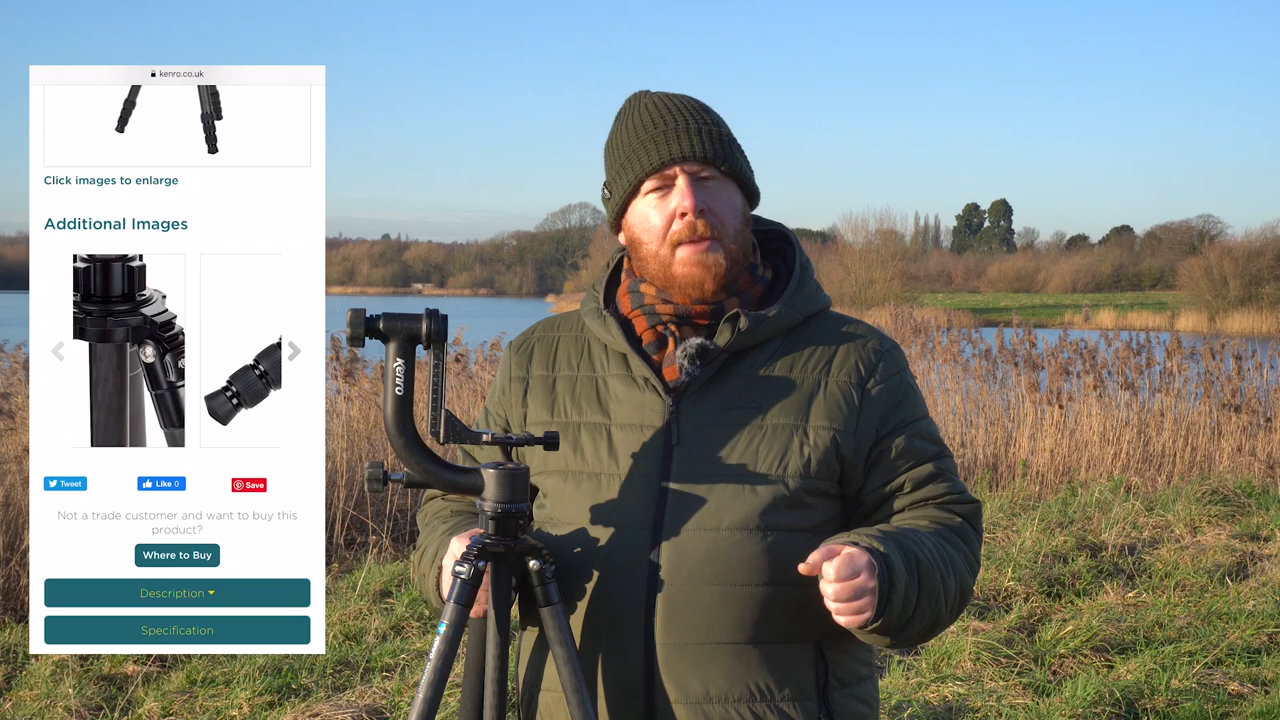 kenro.co.uk
Click images to enlarge
Additional Images
Tweet
Like 0
Save
Not a trade customer and want to buy this
product?
Where to Buy
Description
Specification
Kenro